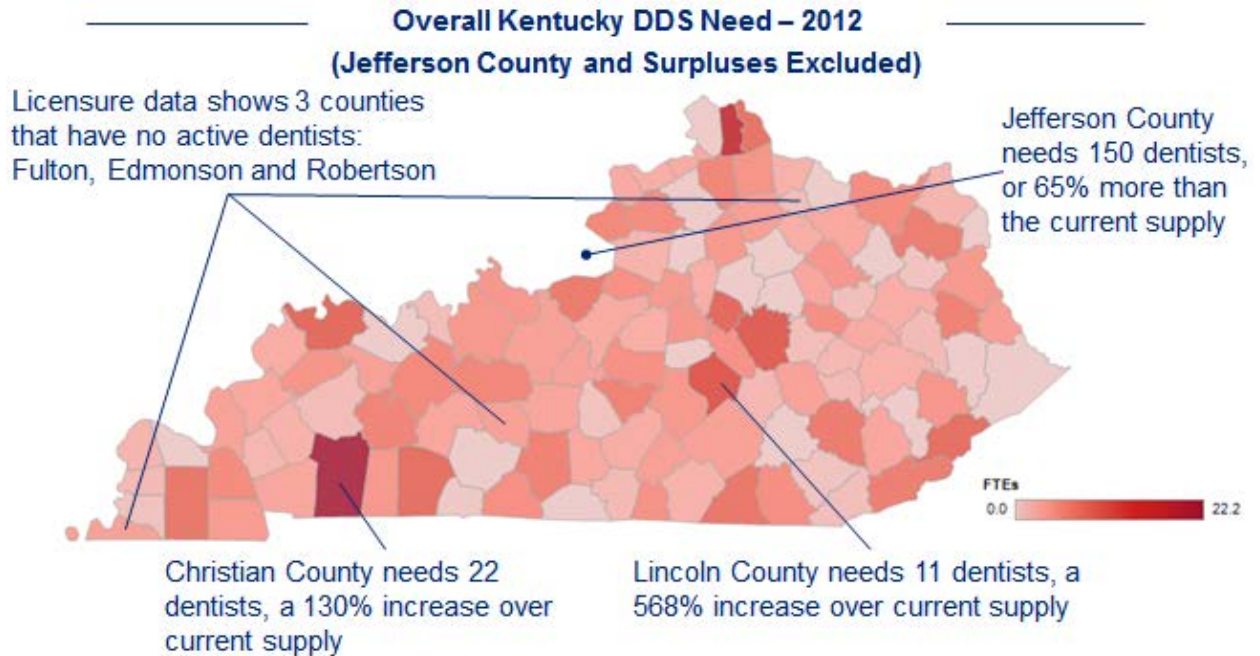 Overall Kentucky DDS Need – 2012
(Jefferson County and Surpluses Excluded)
Licensure data shows 3 counties
that have no active dentists:
Fulton, Edmonson and Robertson
Jefferson County
needs 150 dentists,
or 65% more than
the current supply
FTEs
0.0
22.2
Christian County needs 22
dentists, a 130% increase over
current supply
Lincoln County needs 11 dentists, a
568% increase over current supply